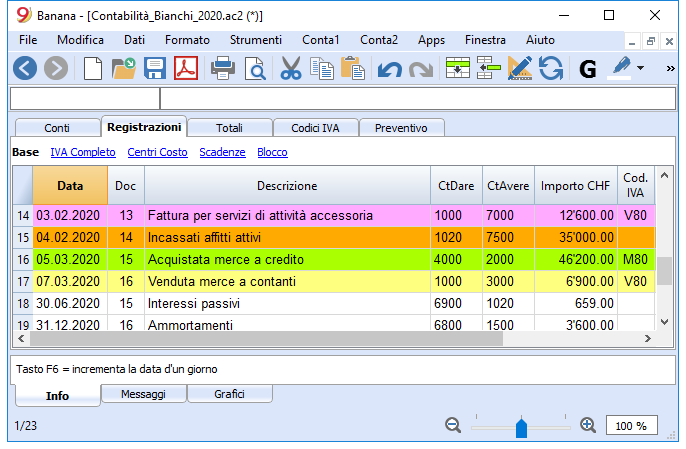 Banana - [Contabilità_Bianchi_2020.ac2 (*)]
File Modifica Dati Formato Strumenti Conta1 Conta2 Apps Finestra Aiuto
G »
Conti Registrazioni Totali Codici IVA Preventivo
Base IVA Completo Centri Costo Scadenze Blocco
Data Doc Descrizione CtDare CtAvere Importo CHF Cod. IVA
14 03.02.2020 13 Fattura per servizi di attività accessoria 1000 7000 12'600.00 V80
15 04.02.2020 14 Incassati affitti attivi 1020 7500 35'000.00
16 05.03.2020 15 Acquistata merce a credito 4000 2000 46'200.00 M80
17 07.03.2020 16 Venduta merce a contanti 1000 3000 6'900.00 V80
18 30.06.2020 15 Interessi passivi 6900 1020 659.00
19 31.12.2020 16 Ammortamenti 6800 1500 3'600.00
Tasto F6 = incrementa la data d'un giorno
Info Messaggi Grafici
1/23 100 %